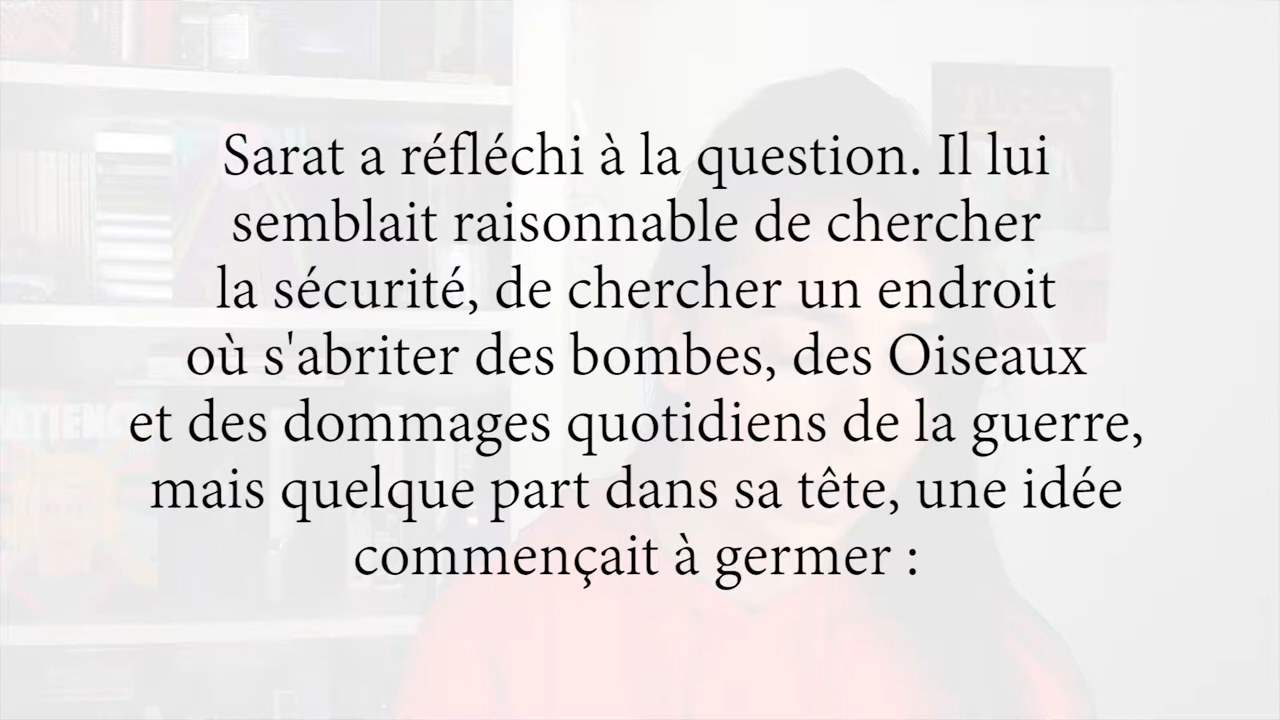 Sarat a réfléchi à la question. Il lui
semblait raisonnable de chercher
la sécurité, de chercher un endroit
où s'abriter des bombes, des Oiseaux
et des dommages quotidiens de la guerre,
mais quelque part dans sa tête, une idée
commençait à germer :